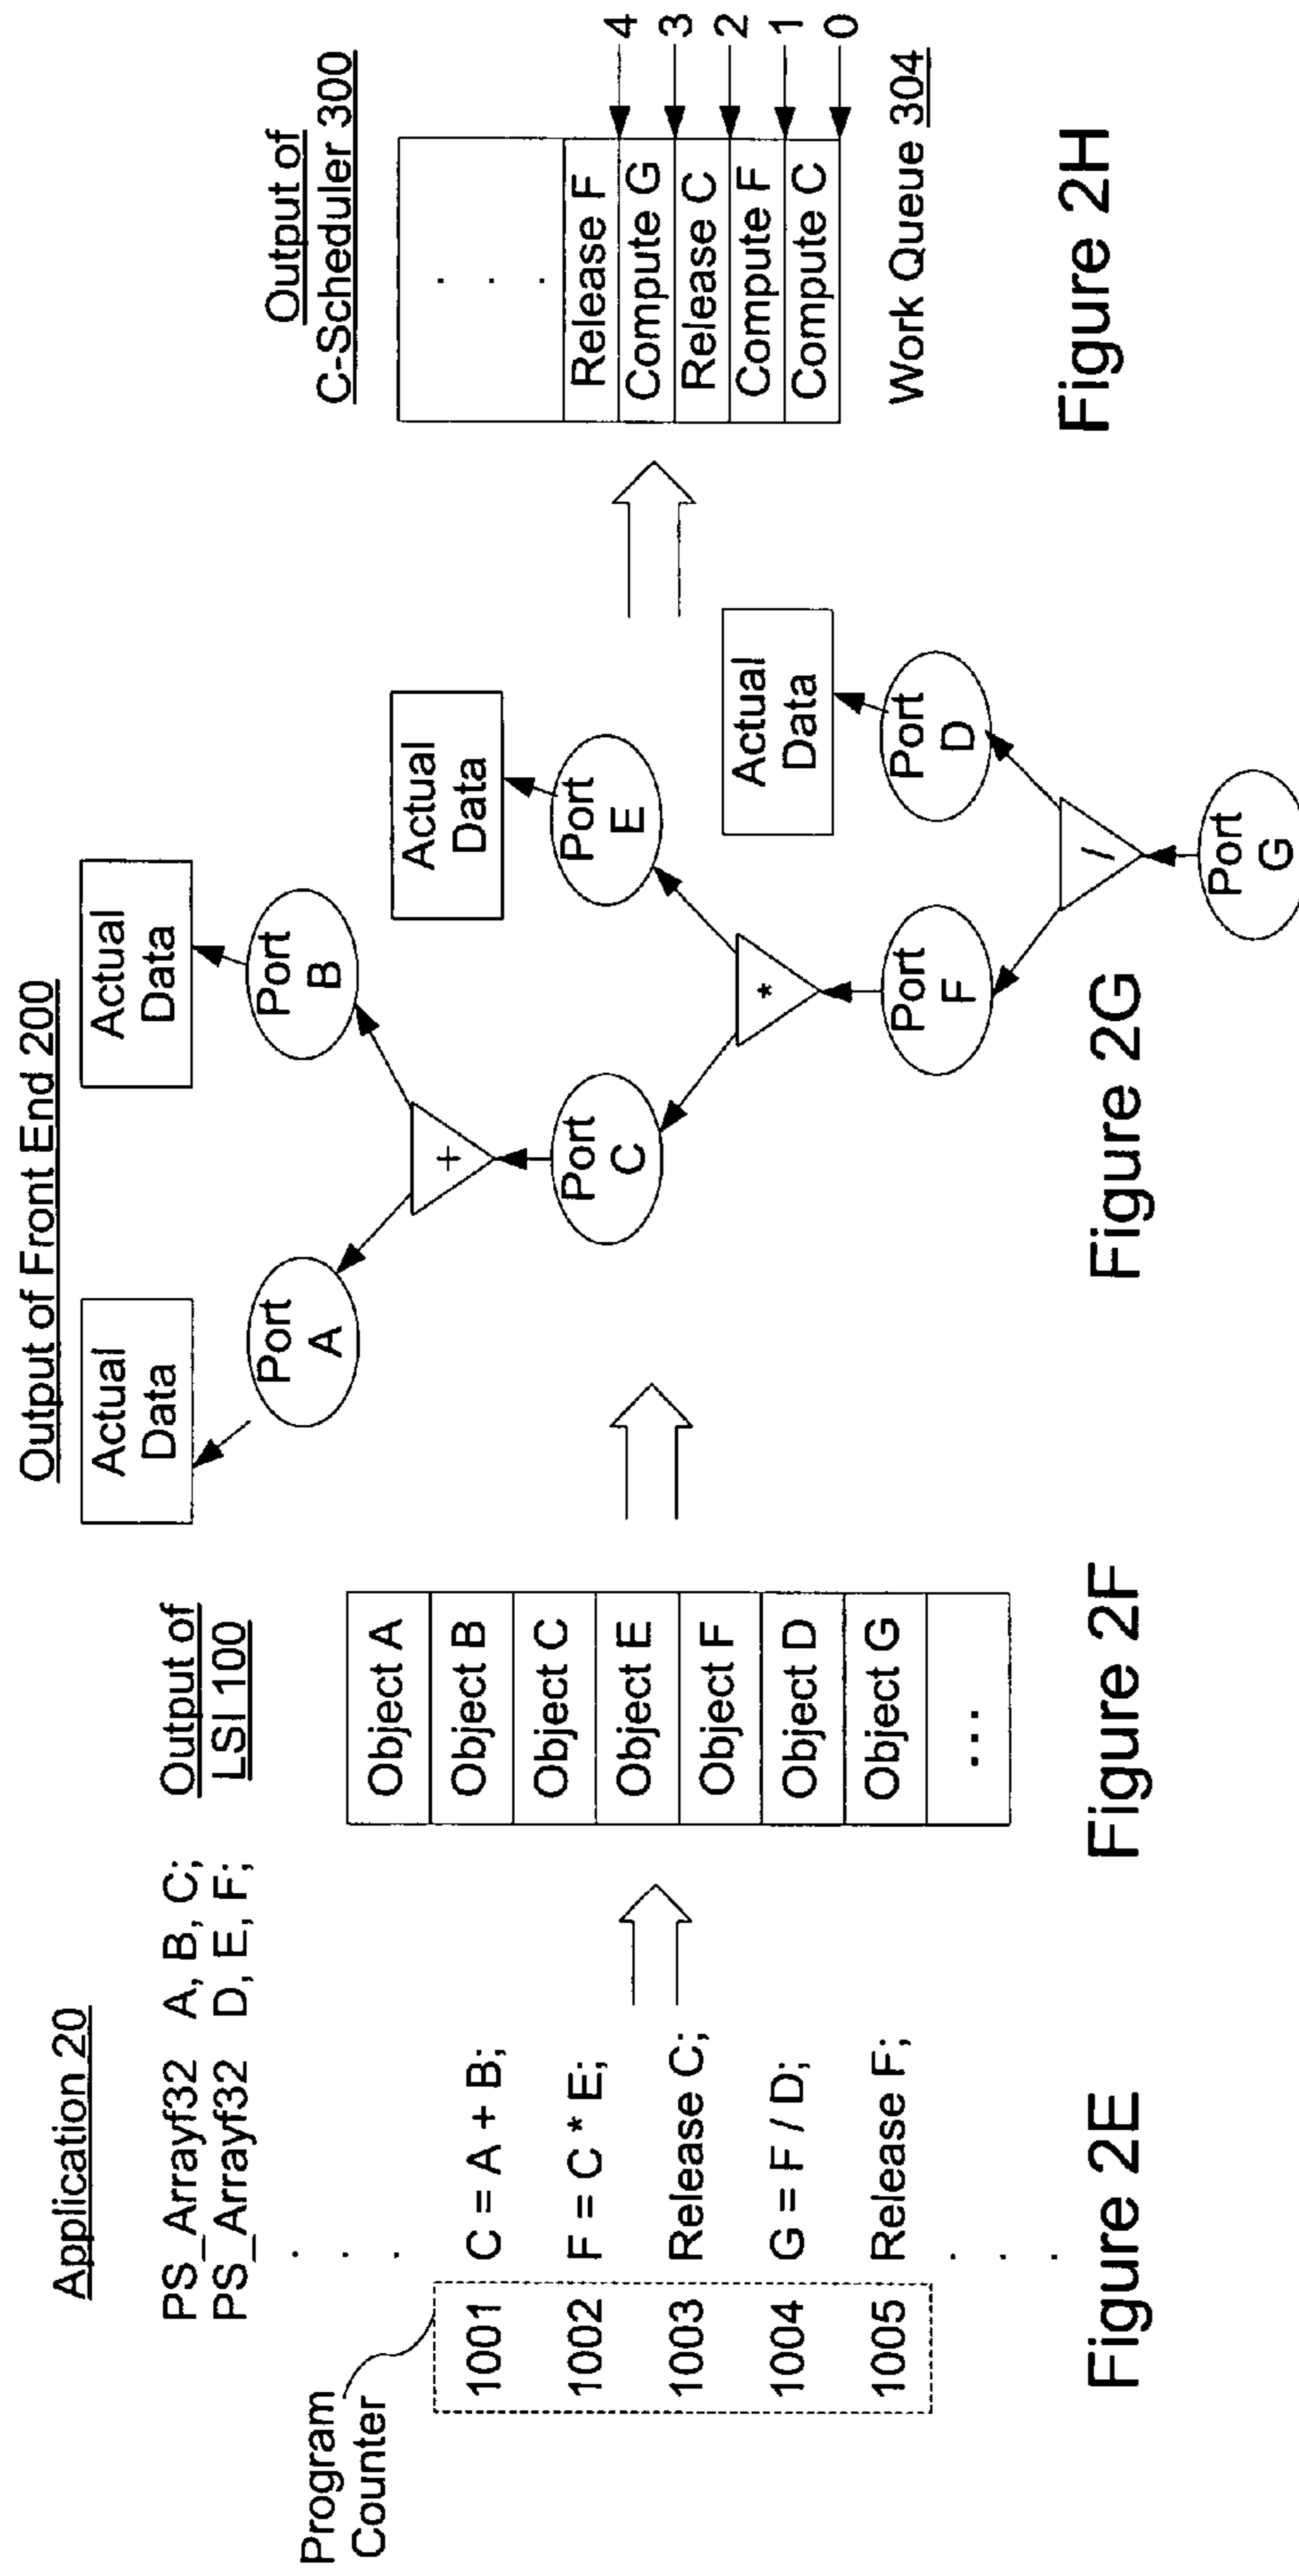 Application 20
PS_Arrayf32 A, B, C;
PS_Arrayf32 D, E, F;
.
.
.
Program
Counter
1001 C = A + B;
1002 F = C * E;
1003 Release C;
1004 G = F / D;
1005 Release F;
.
.
.
Figure 2E
Output of
LSI 100
Object A
Object B
Object C
Object E
Object F
Object D
Object G
...
Figure 2F
Output of Front End 200
Actual
Data
Actual
Data
Port
A
Port
B
+
Actual
Data
Port
C
Port
E
*
Actual
Data
Port
F
Port
D
/
Port
G
Figure 2G
Output of
C-Scheduler 300
.
.
.
Release F
4
Compute G
3
Release C
2
Compute F
1
Compute C
0
Work Queue 304
Figure 2H